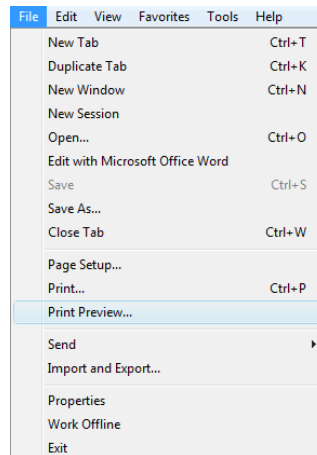 File Edit View Favorites Tools Help
New Tab Ctrl+T
Duplicate Tab Ctrl+K
New Window Ctrl+N
New Session
Open... Ctrl+O
Edit with Microsoft Office Word
Save Ctrl+S
Save As...
Close Tab Ctrl+W
Page Setup...
Print... Ctrl+P
Print Preview...
Send
Import and Export...
Properties
Work Offline
Exit